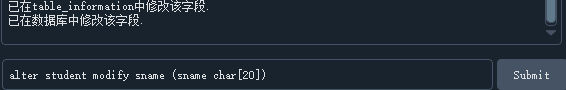 已在table_information中修改该字段.
已在数据库中修改该字段.
alter student modify sname (sname char[20])
Submit